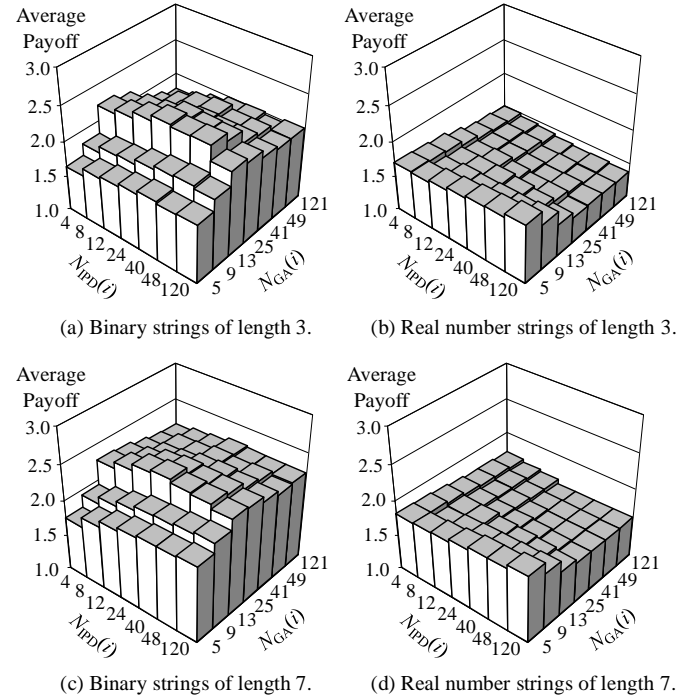 Average
Payoff
3.0
2.5
2.0
1.5
1.0
4 8 12 24 40 48 120
N_IPD(i)
5 9 13 25 41 49 121
N_GA(i)
(a) Binary strings of length 3.
Average
Payoff
3.0
2.5
2.0
1.5
1.0
4 8 12 24 40 48 120
N_IPD(i)
5 9 13 25 41 49 121
N_GA(i)
(b) Real number strings of length 3.
Average
Payoff
3.0
2.5
2.0
1.5
1.0
4 8 12 24 40 48 120
N_IPD(i)
5 9 13 25 41 49 121
N_GA(i)
(c) Binary strings of length 7.
Average
Payoff
3.0
2.5
2.0
1.5
1.0
4 8 12 24 40 48 120
N_IPD(i)
5 9 13 25 41 49 121
N_GA(i)
(d) Real number strings of length 7.